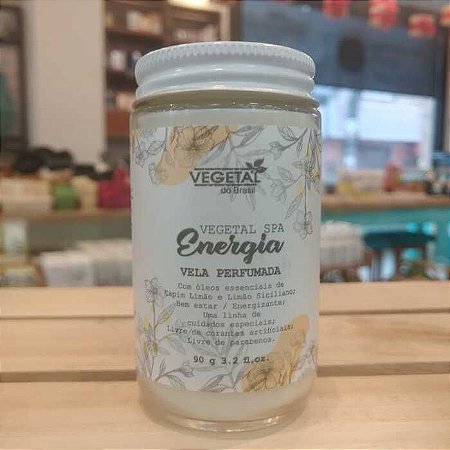 VEGETAL
do Brasil
VEGETAL SPA
Energia
VELA PERFUMADA
Com óleos essenciais de
Capim Limão e Limão Siciliano;
Bem estar / Energizante;
Uma linha de
cuidados especiais;
Livre de corantes artificiais;
Livre de parabenos.
90 g 3.2 fl.oz.